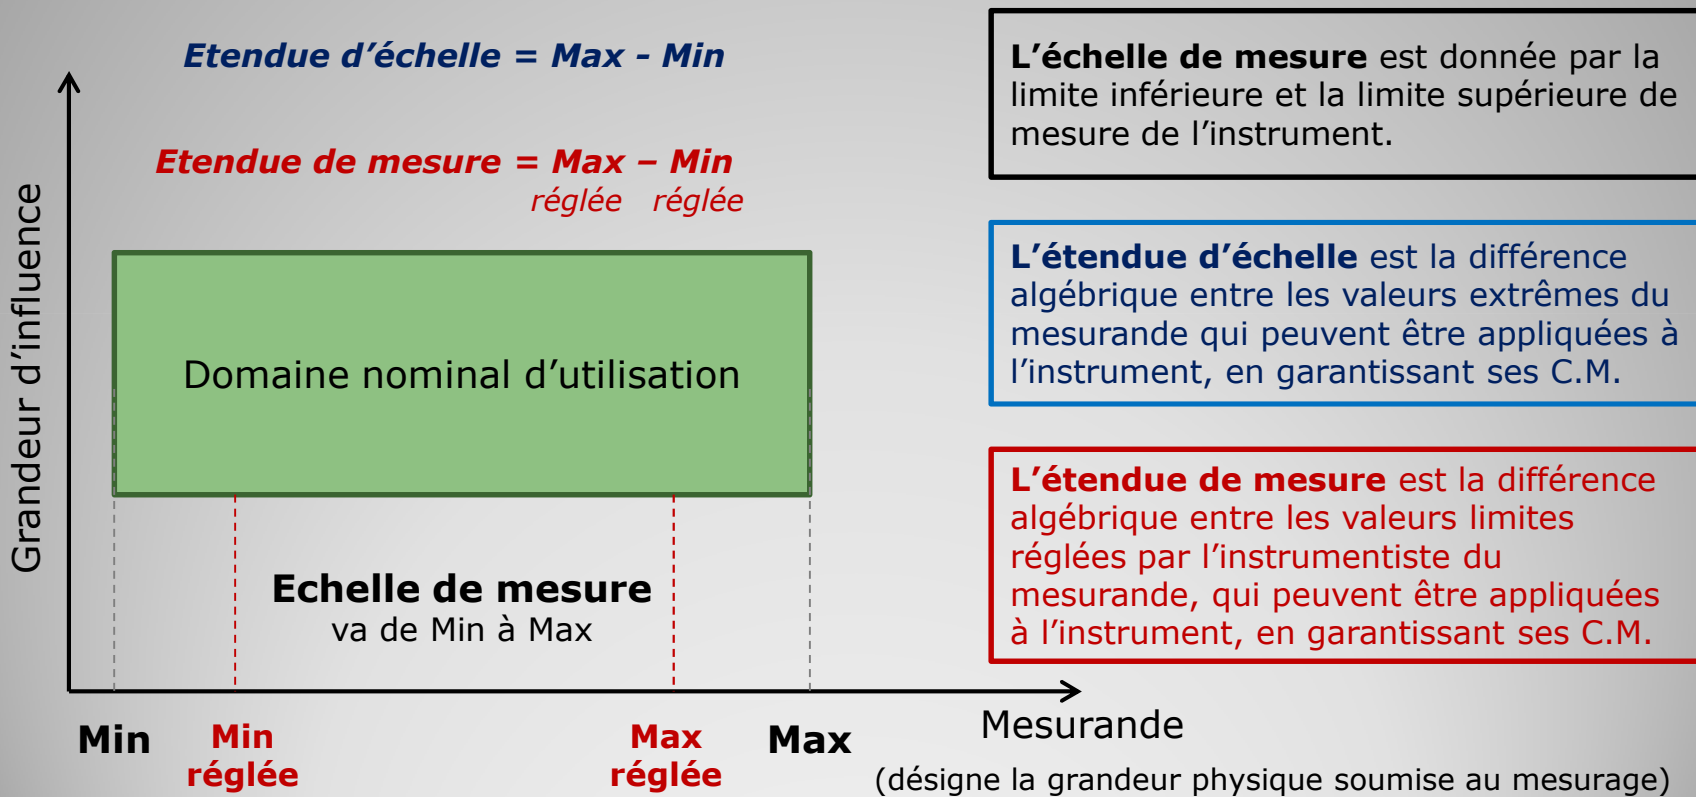 Etendue d’échelle = Max - Min
Etendue de mesure = Max – Min
réglée réglée
Grandeur d’influence
Domaine nominal d’utilisation
Echelle de mesure
va de Min à Max
Min
Min
réglée
Max
réglée
Max
Mesurande
(désigne la grandeur physique soumise au mesurage)
L’échelle de mesure est donnée par la
limite inférieure et la limite supérieure de
mesure de l’instrument.
L’étendue d’échelle est la différence
algébrique entre les valeurs extrêmes du
mesurande qui peuvent être appliquées à
l’instrument, en garantissant ses C.M.
L’étendue de mesure est la différence
algébrique entre les valeurs limites
réglées par l’instrumentiste du
mesurande, qui peuvent être appliquées
à l’instrument, en garantissant ses C.M.